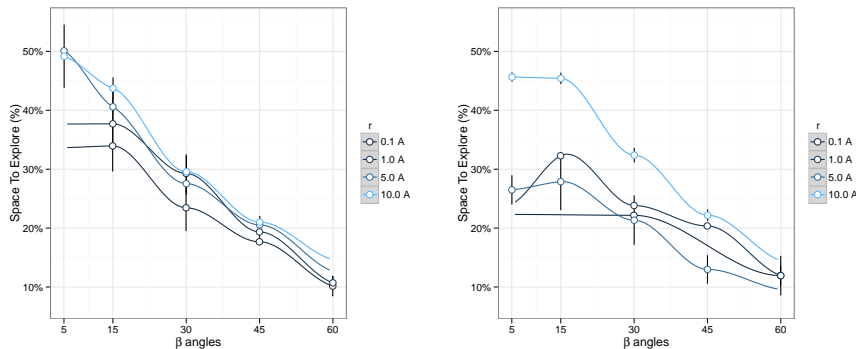 Space To Explore (%)
50%
40%
30%
20%
10%
5 15 30 45 60
β angles
r
0.1 A
1.0 A
5.0 A
10.0 A
Space To Explore (%)
50%
40%
30%
20%
10%
5 15 30 45 60
β angles
r
0.1 A
1.0 A
5.0 A
10.0 A